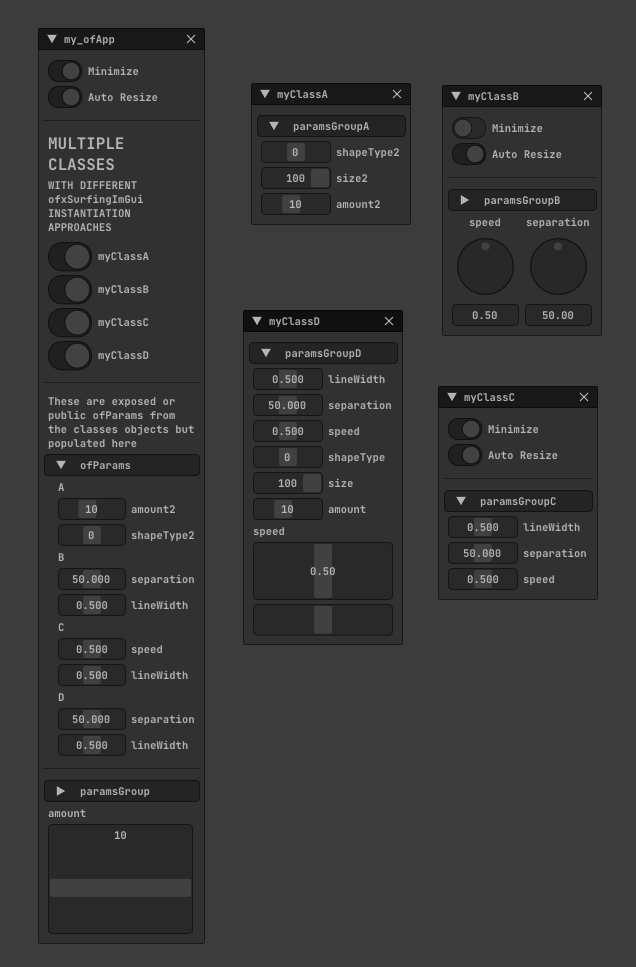 my_ofApp
Minimize
Auto Resize
MULTIPLE
CLASSES
WITH DIFFERENT
ofxSurfingImGui
INSTANTIATION
APPROACHES
myClassA
myClassB
myClassC
myClassD
These are exposed or
public ofParams from
the classes objects but
populated here
ofParams
A
10 amount2
0 shapeType2
B
50.000 separation
0.500 lineWidth
C
0.500 speed
0.500 lineWidth
D
50.000 separation
0.500 lineWidth
paramsGroup
amount
10
myClassA
paramsGroupA
0 shapeType2
100 size2
10 amount2
myClassB
Minimize
Auto Resize
paramsGroupB
speed separation
0.50 50.00
myClassD
paramsGroupD
0.500 lineWidth
50.000 separation
0.500 speed
0 shapeType
100 size
10 amount
speed
0.50
myClassC
Minimize
Auto Resize
paramsGroupC
0.500 lineWidth
50.000 separation
0.500 speed